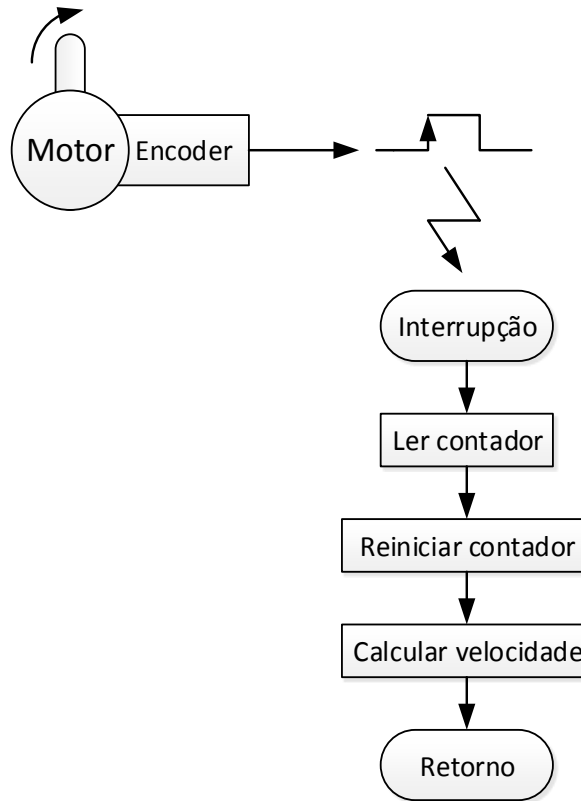 Motor
Encoder
Interrupção
Ler contador
Reiniciar contador
Calcular velocidade
Retorno